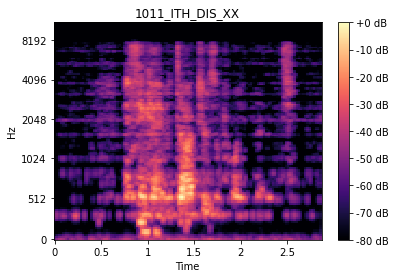 1011_ITH_DIS_XX
8192
4096
2048
1024
512
0
Hz
0
0.5
1
1.5
2
2.5
Time
+0 dB
-10 dB
-20 dB
-30 dB
-40 dB
-50 dB
-60 dB
-70 dB
-80 dB